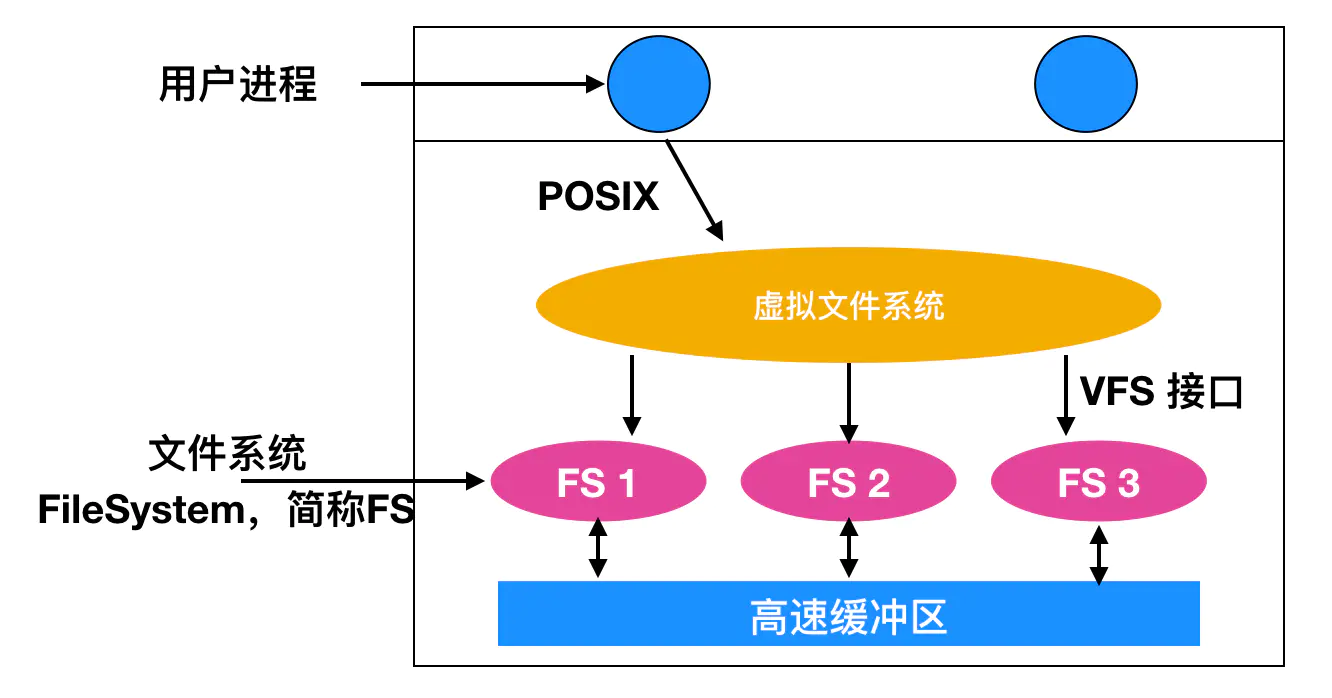 用户进程
POSIX
虚拟文件系统
VFS 接口
文件系统
FileSystem，简称FS
FS 1
FS 2
FS 3
高速缓冲区